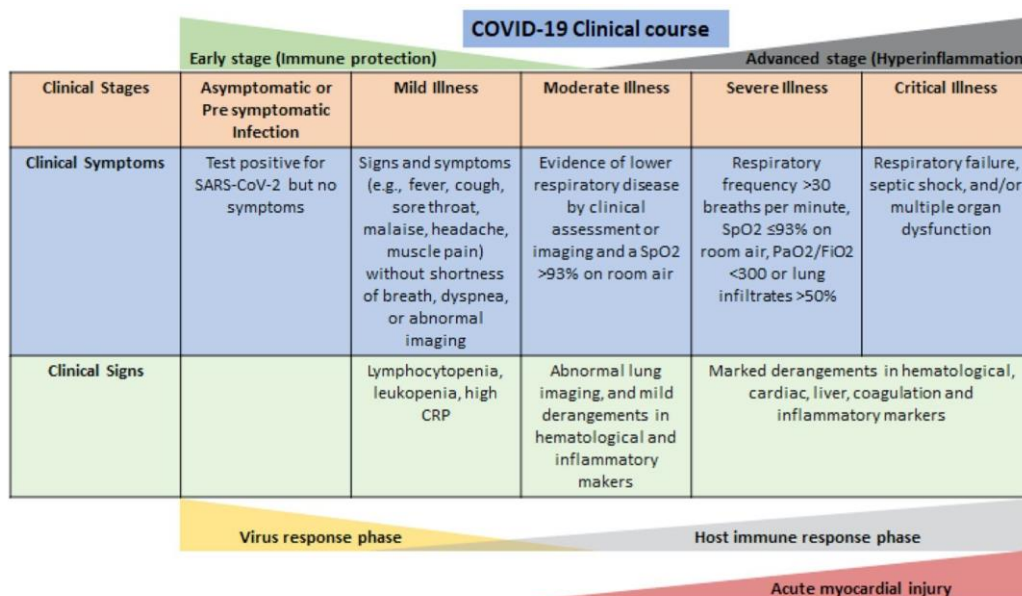 COVID-19 Clinical course
Early stage (Immune protection)
Advanced stage (Hyperinflammation)
Clinical Stages
Asymptomatic or
Pre symptomatic
Infection
Mild Illness
Moderate Illness
Severe Illness
Critical Illness
Clinical Symptoms
Test positive for
SARS-CoV-2 but no
symptoms
Signs and symptoms
(e.g., fever, cough,
sore throat,
malaise, headache,
muscle pain)
without shortness
of breath, dyspnea,
or abnormal
imaging
Evidence of lower
respiratory disease
by clinical
assessment or
imaging and a SpO2
>93% on room air
Respiratory
frequency >30
breaths per minute,
SpO2 ≤93% on
room air, PaO2/FiO2
<300 or lung
infiltrates >50%
Respiratory failure,
septic shock, and/or
multiple organ
dysfunction
Clinical Signs
Lymphocytopenia,
leukopenia, high
CRP
Abnormal lung
imaging, and mild
derangements in
hematological and
inflammatory
makers
Marked derangements in hematological,
cardiac, liver, coagulation and
inflammatory markers
Virus response phase
Host immune response phase
Acute myocardial injury